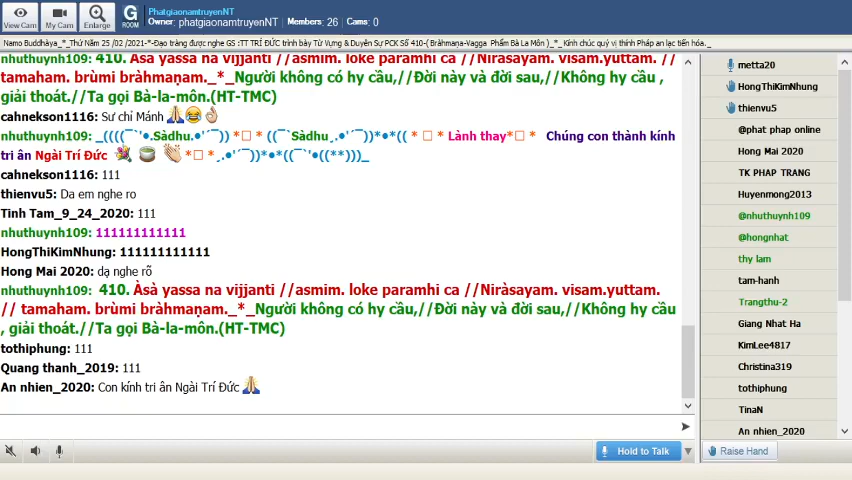 View Cam
My Cam
Enlarge
G
ROOM
PhatgiaonamtruyenNT
Owner: phatgiaonamtruyenNT Members: 26 Cams: 0
Namo Buddhàya_*_Thứ Năm 25 /02 /2021-*-Đạo tràng được nghe GS :TT TRÍ ĐỨC trình bày Từ Vựng & Duyên Sự PCK Số 410-( Bràhmaṇa-Vagga Phẩm Bà La Môn )_*_ Kính chúc quý vị thính Pháp an lạc tiến hóa._
nhuthuynh109: 410. Àsà yassa na vijjanti //asmim. loke paramhi ca //Niràsayam. visam.yuttam. //
tamaham. brùmi bràhmaṇam._*_Người không có hy cầu,//Đời này và đời sau,//Không hy cầu ,
giải thoát.//Ta gọi Bà-la-môn.(HT-TMC)
cahnekson1116: Sư chí Mánh
nhuthuynh109: _((((¯`'•.Sàdhu.•'´¯)) *□ * ((¯`Sàdhu¸.•'´¯))*•*(( * □ * Lành thay*□ * Chúng con thành kính
tri ân Ngài Trí Đức *□ *¸.•'´¯))*•*((¯`'•((**)))_
cahnekson1116: 111
thienvu5: Da em nghe ro
Tinh Tam_9_24_2020: 111
nhuthuynh109: 111111111111
HongThiKimNhung: 111111111111
Hong Mai 2020: dạ nghe rõ
nhuthuynh109: 410. Àsà yassa na vijjanti //asmim. loke paramhi ca //Niràsayam. visam.yuttam.
// tamaham. brùmi bràhmaṇam._*_Người không có hy cầu,//Đời này và đời sau,//Không hy cầu
, giải thoát.//Ta gọi Bà-la-môn.(HT-TMC)
tothiphung: 111
Quang thanh_2019: 111
An nhien_2020: Con kính tri ân Ngài Trí Đức
Hold to Talk
Raise Hand
metta20
HongThiKimNhung
thienvu5
@phat phap online
Hong Mai 2020
TK PHAP TRANG
Huyenmong2013
@nhuthuynh109
@hongnhat
thy lam
tam-hanh
Trangthu-2
Giang Nhat Ha
KimLee4817
Christina319
tothiphung
TinaN
An nhien_2020